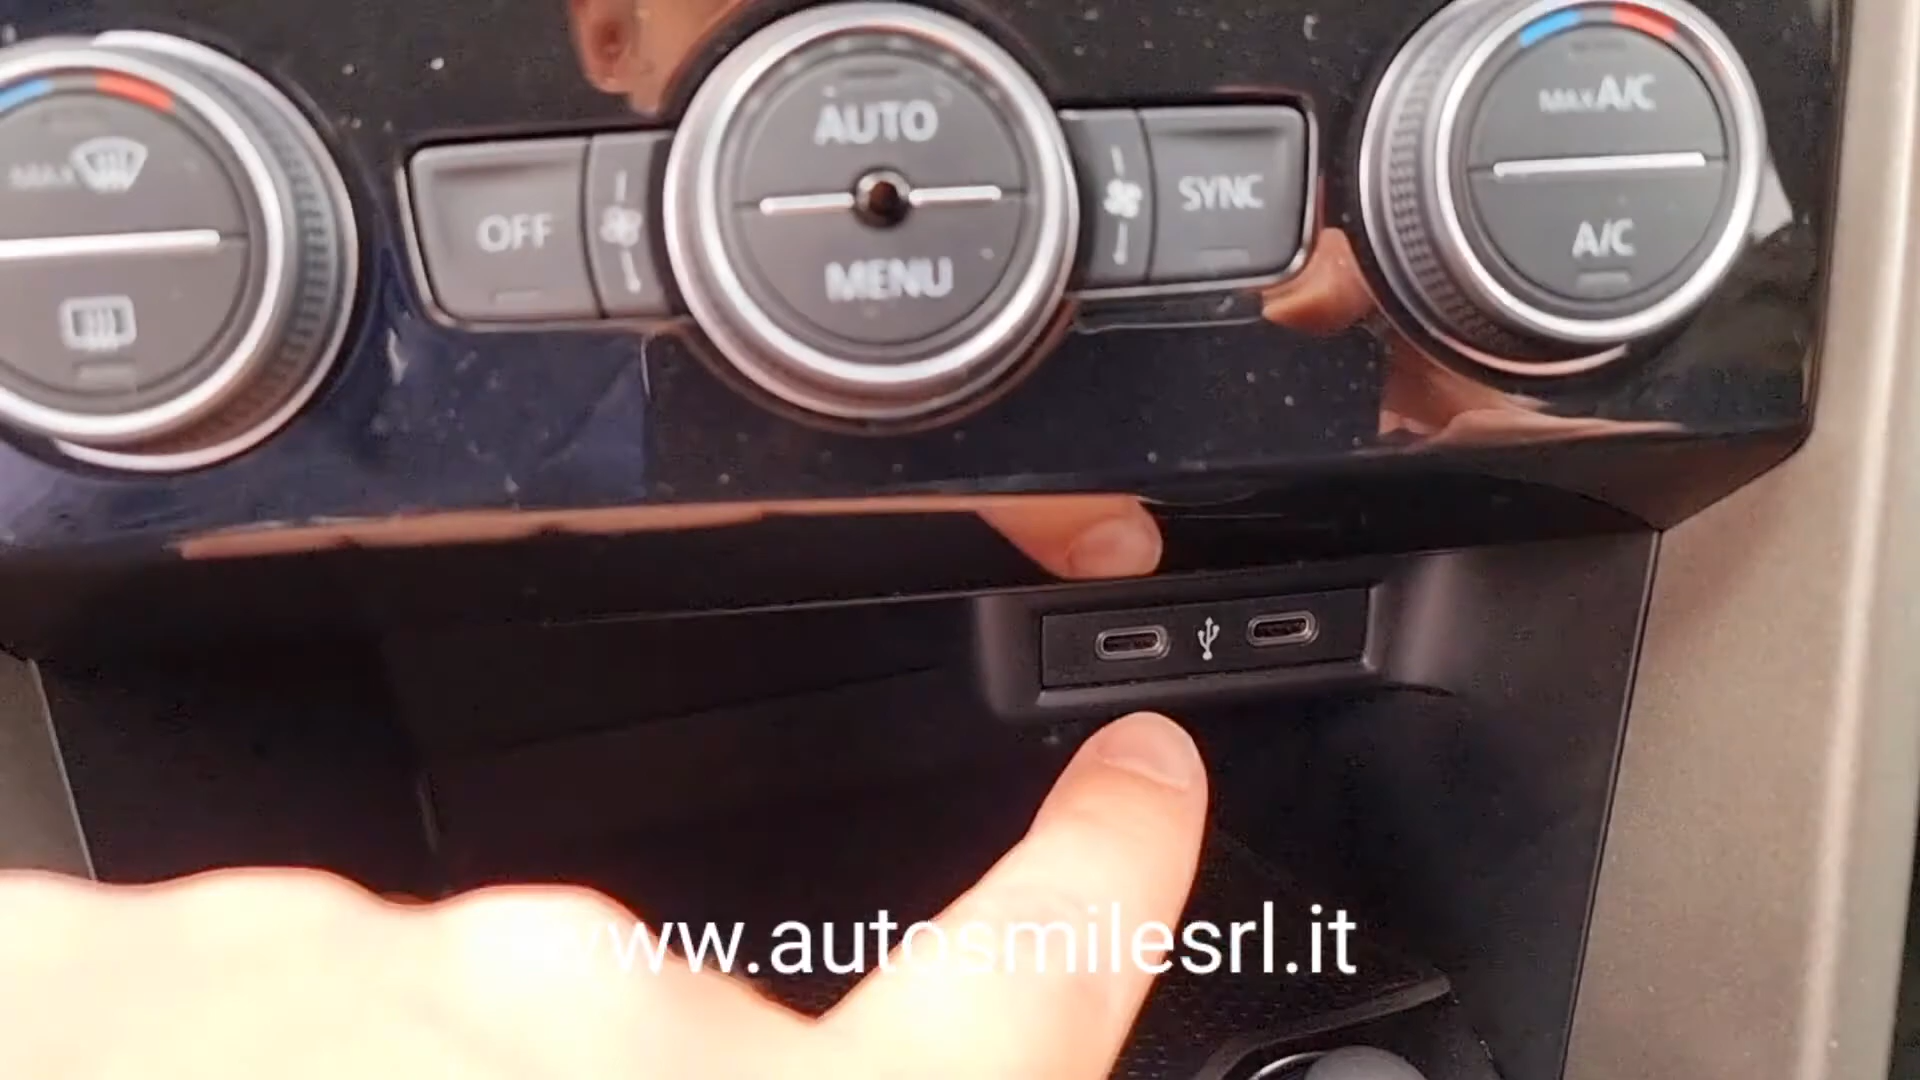 MAX
OFF
AUTO
MENU
SYNC
MAX A/C
A/C
www.autosmilesrl.it